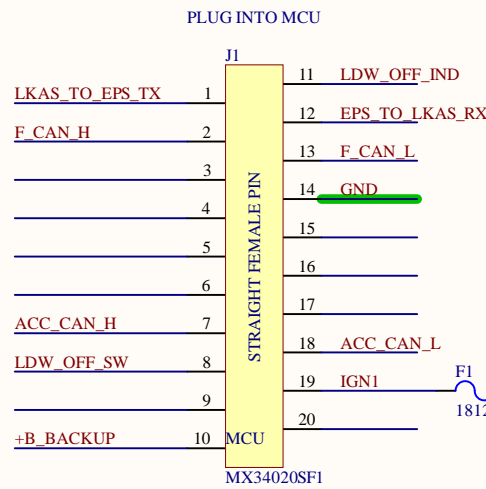 PLUG INTO MCU
J1
LKAS_TO_EPS_TX 1
F_CAN_H 2
3
4
5
6
ACC_CAN_H 7
LDW_OFF_SW 8
9
+B_BACKUP 10
STRAIGHT FEMALE PIN
MCU
11 LDW_OFF_IND
12 EPS_TO_LKAS_RX
13 F_CAN_L
14 GND
15
16
17
18 ACC_CAN_L
19 IGN1
20
F1
1812
MX34020SF1